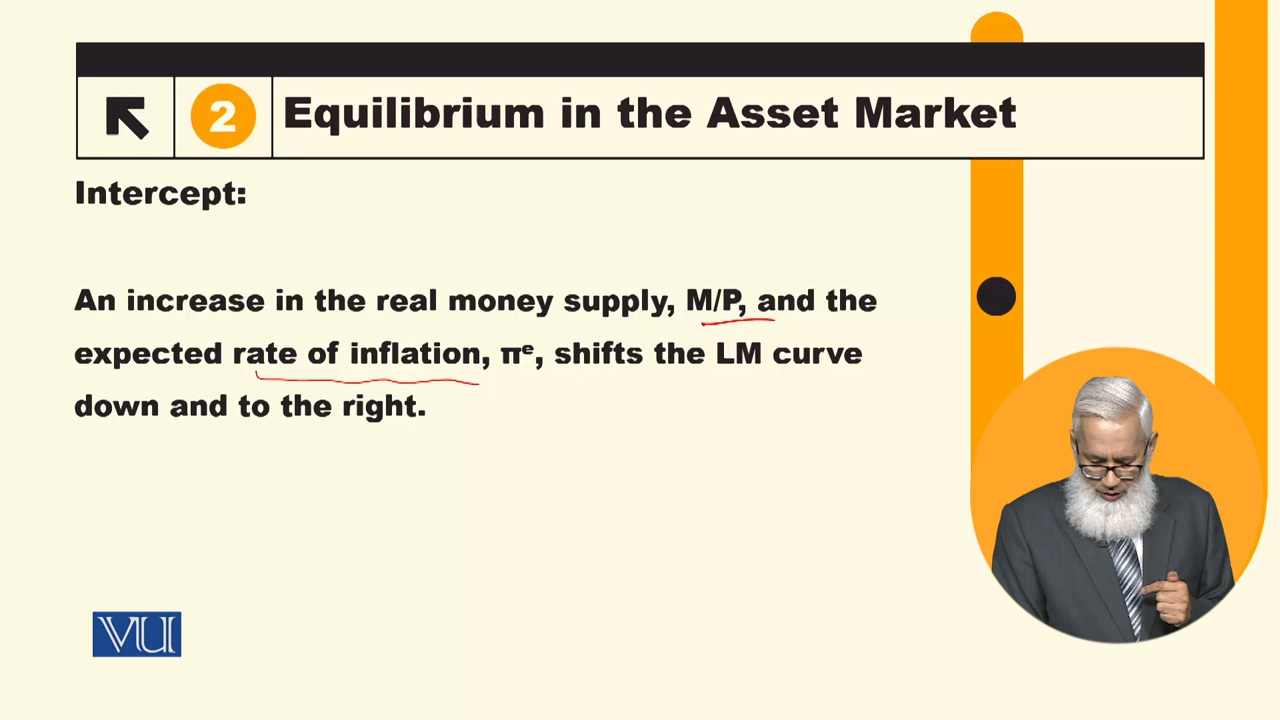 2 Equilibrium in the Asset Market
Intercept:
An increase in the real money supply, M/P, and the
expected rate of inflation, πᵉ, shifts the LM curve
down and to the right.
VU